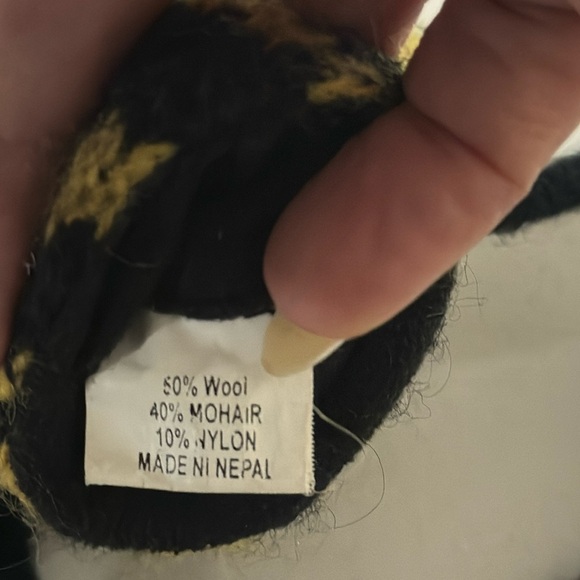 50% Wool
40% MOHAIR
10% NYLON
MADE NI NEPAL